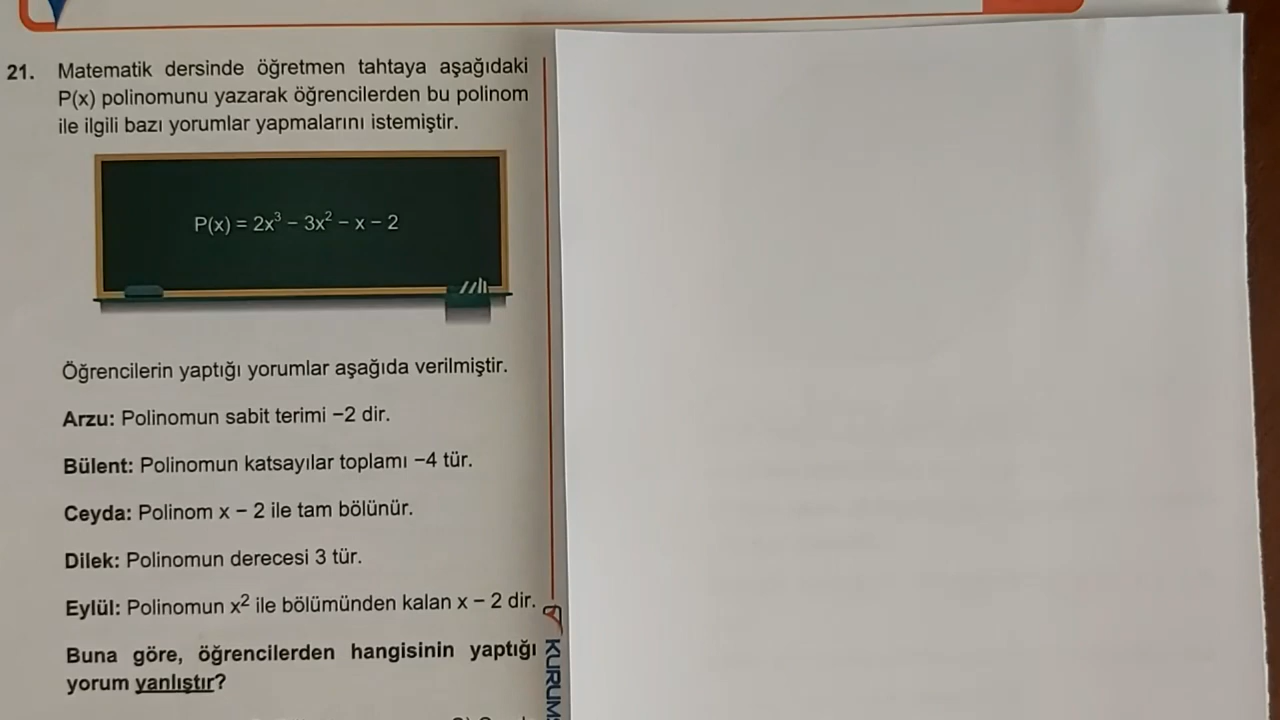 21. Matematik dersinde öğretmen tahtaya aşağıdaki
P(x) polinomunu yazarak öğrencilerden bu polinom
ile ilgili bazı yorumlar yapmalarını istemiştir.
P(x) = 2x³ − 3x² − x − 2
Öğrencilerin yaptığı yorumlar aşağıda verilmiştir.
Arzu: Polinomun sabit terimi −2 dir.
Bülent: Polinomun katsayılar toplamı −4 tür.
Ceyda: Polinom x − 2 ile tam bölünür.
Dilek: Polinomun derecesi 3 tür.
Eylül: Polinomun x² ile bölümünden kalan x − 2 dir.
Buna göre, öğrencilerden hangisinin yaptığı
yorum yanlıştır?
KURUM